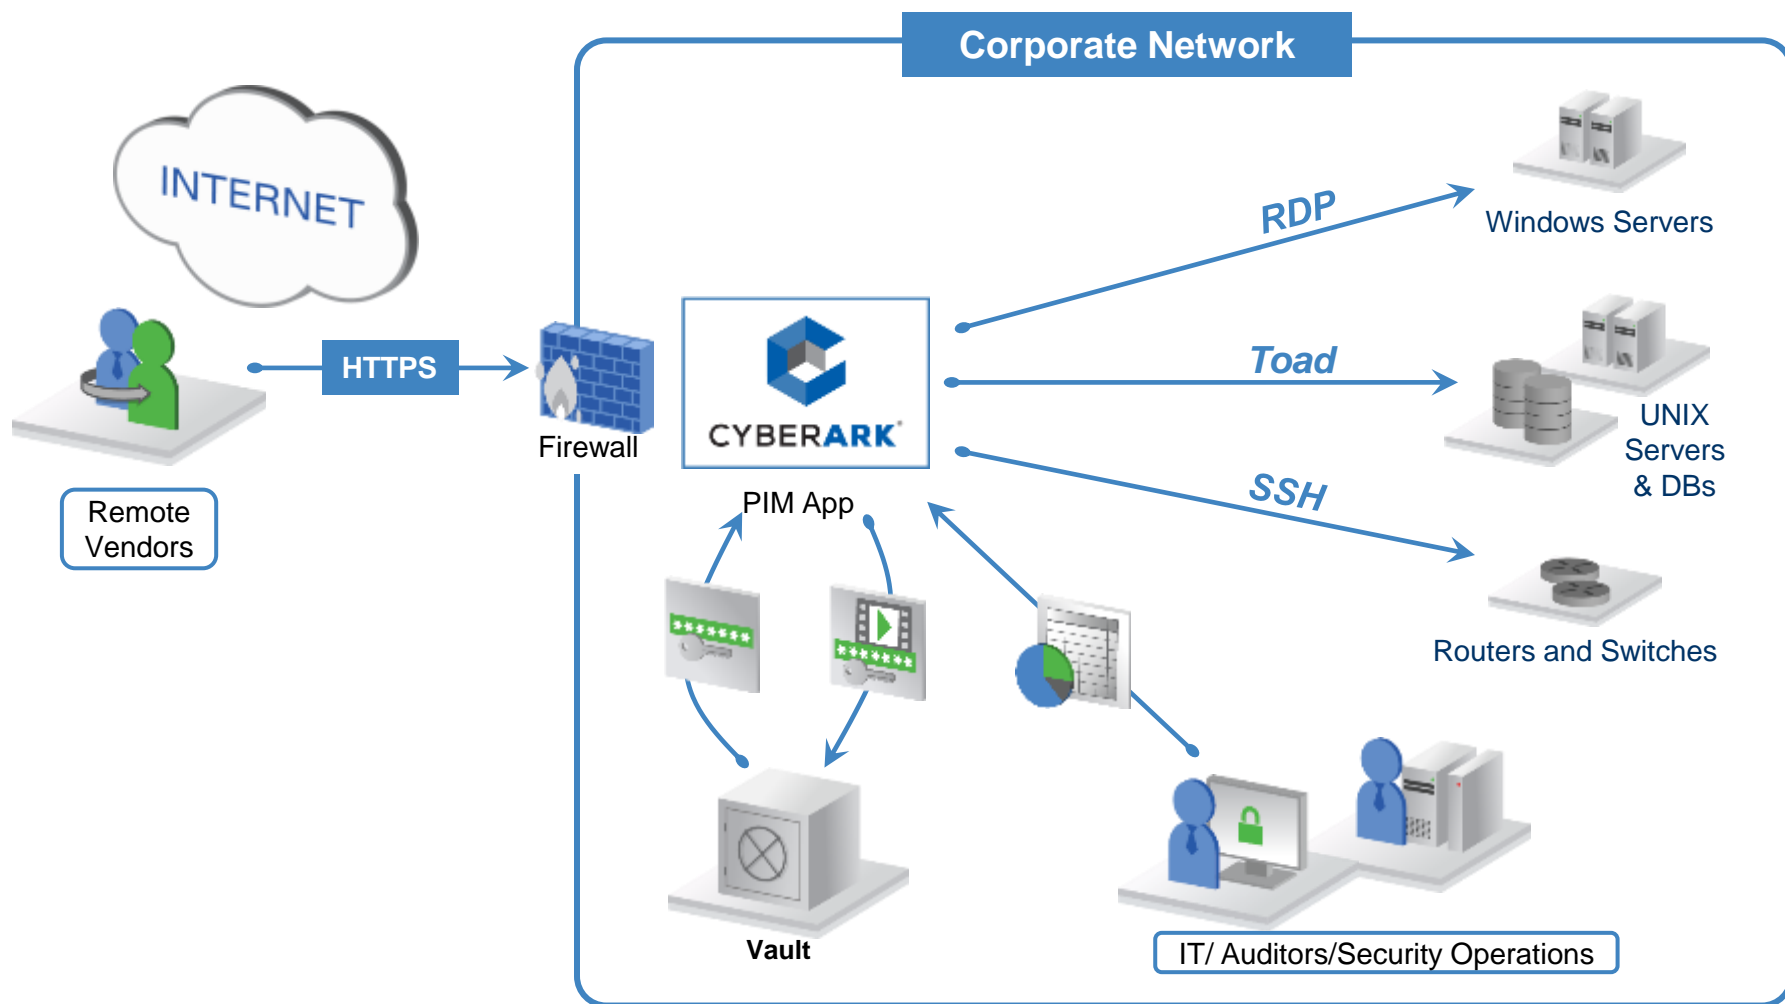 Corporate Network
INTERNET
RDP
Windows Servers
HTTPS
Firewall
CYBERARK
Toad
UNIX
Servers
& DBs
Remote
Vendors
PIM App
SSH
*******
*******
Routers and Switches
Vault
IT/ Auditors/Security Operations